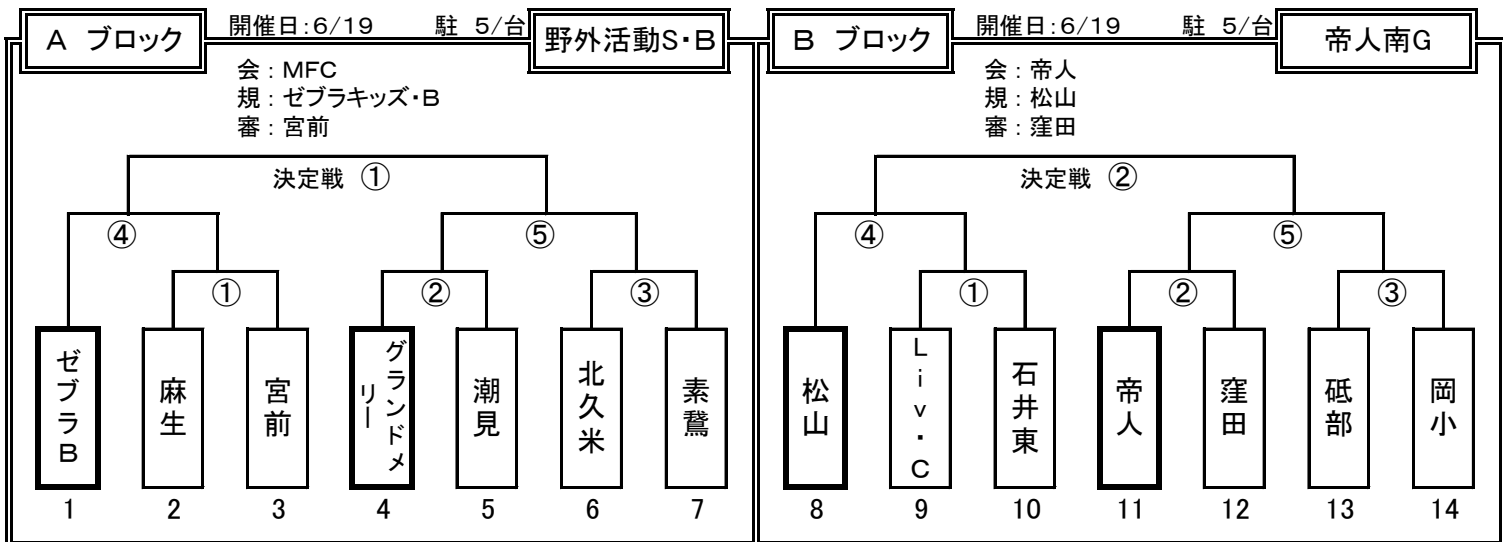 A ブロック
開催日:6/19 駐 5/台
野外活動S・B
会：MFC
規：ゼブラキッズ・B
審：宮前
決定戦 ①
④
⑤
①
②
③
ゼブラB
麻生
宮前
グランドメリー
潮見
北久米
素鵞
1 2 3 4 5 6 7
B ブロック
開催日:6/19 駐 5/台
帝人南G
会：帝人
規：松山
審：窪田
決定戦 ②
④
⑤
①
②
③
松山
Liv・C
石井東
帝人
窪田
砥部
岡小
8 9 10 11 12 13 14